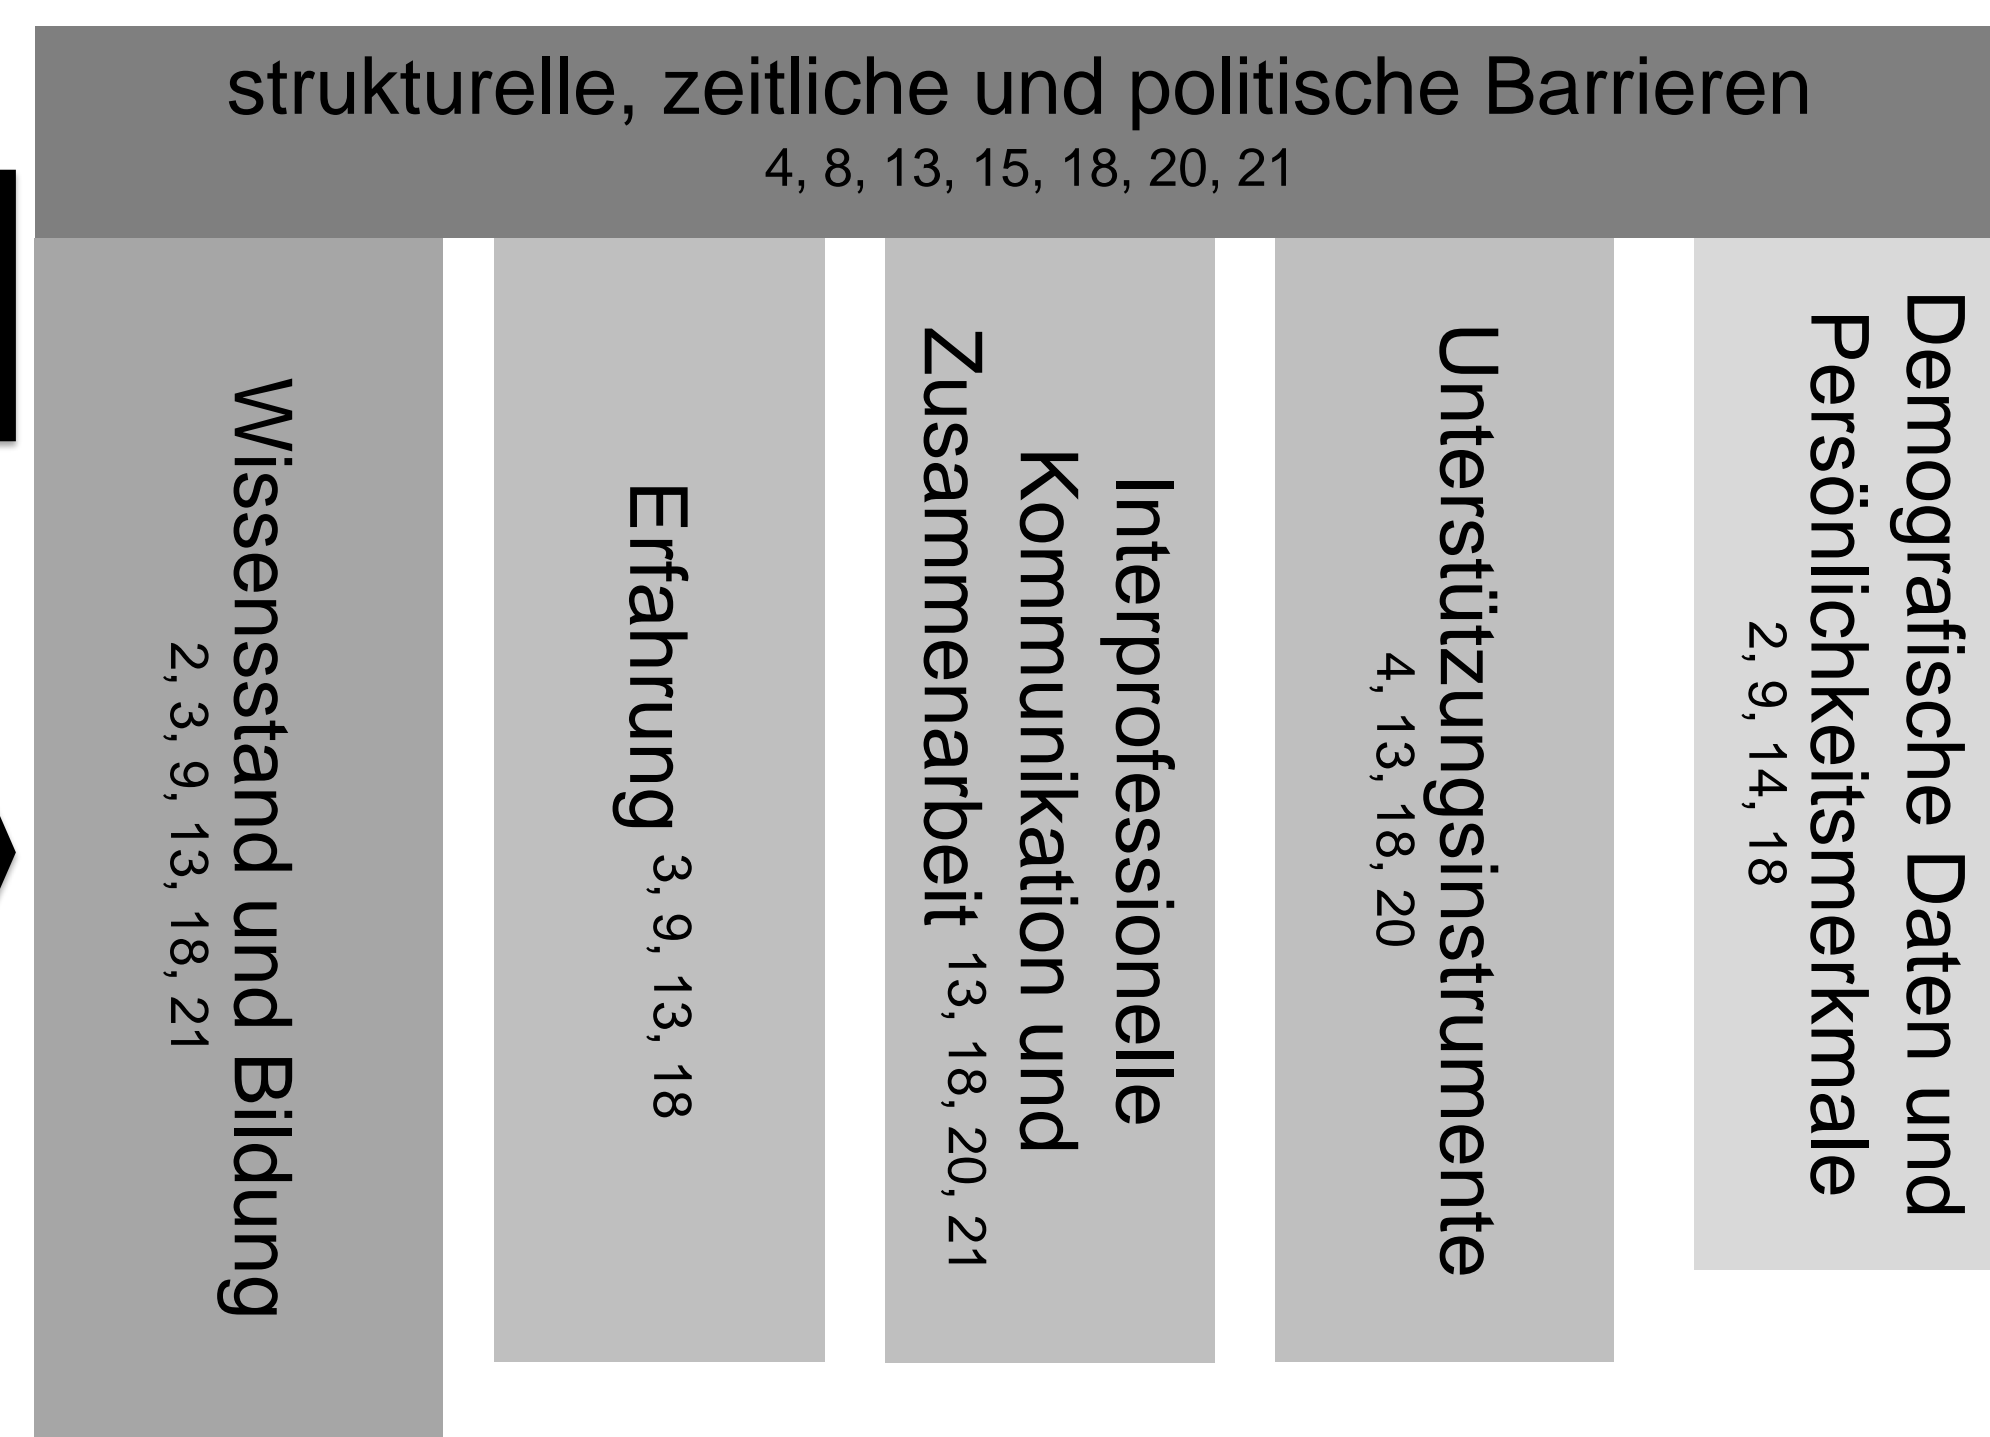 strukturelle, zeitliche und politische Barrieren
4, 8, 13, 15, 18, 20, 21
Wissensstand und Bildung
2, 3, 9, 13, 18, 21
Erfahrung 3, 9, 13, 18
Interprofessionelle
Kommunikation und
Zusammenarbeit 13, 18, 20, 21
Unterstützungsinstrumente
4, 13, 18, 20
Demografische Daten und
Persönlichkeitsmerkmale
2, 9, 14, 18